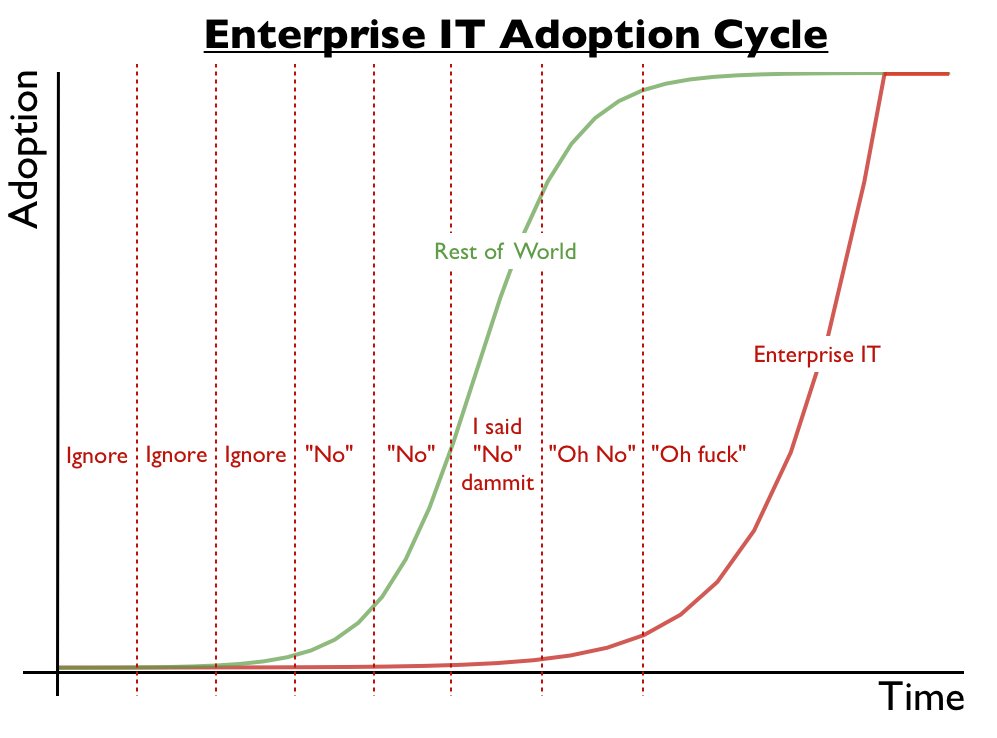 Enterprise IT Adoption Cycle
Adoption
Rest of World
Enterprise IT
Ignore
Ignore
Ignore
"No"
"No"
I said
"No"
dammit
"Oh No"
"Oh fuck"
Time